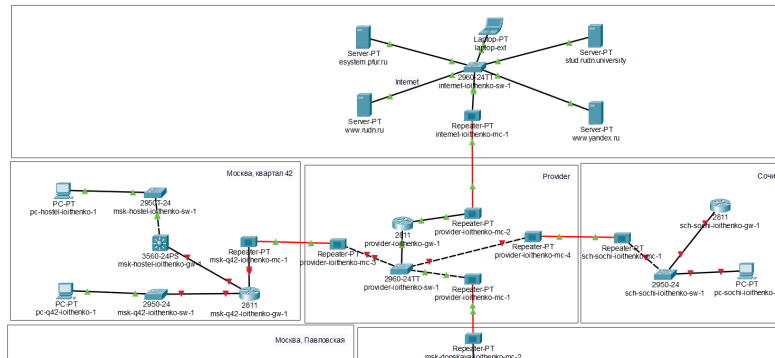 Laptop-PT
laptop-ext
Server-PT
esystem.pfur.ru
Server-PT
stud.rudn.university
Internet
2960-24TT
internet-ioithenko-sw-1
Server-PT
www.rudn.ru
Repeater-PT
internet-ioithenko-mc-1
Server-PT
www.yandex.ru
Москва, квартал 42
Provider
Сочи
PC-PT
pc-hostel-ioithenko-1
2950T-24
msk-hostel-ioithenko-sw-1
2811
provider-ioithenko-gw-1
Repeater-PT
provider-ioithenko-mc-2
2811
sch-sochi-ioithenko-gw-1
3560-24PS
msk-hostel-ioithenko-gw-1
Repeater-PT
msk-q42-ioithenko-mc-1
Repeater-PT
provider-ioithenko-mc-3
Repeater-PT
provider-ioithenko-mc-4
Repeater-PT
sch-sochi-ioithenko-mc-1
2960-24TT
provider-ioithenko-sw-1
PC-PT
pc-q42-ioithenko-1
2950-24
msk-q42-ioithenko-sw-1
2811
msk-q42-ioithenko-gw-1
Repeater-PT
provider-ioithenko-mc-1
2950-24
sch-sochi-ioithenko-sw-1
PC-PT
pc-sochi-ioithenko-
Москва, Павловская
Repeater-PT
msk-donskaya-ioithenko-mc-2